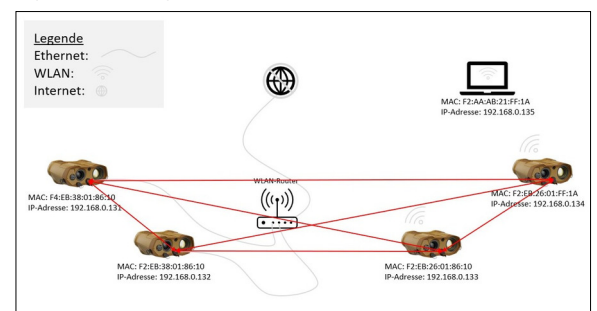 Legende
Ethernet:
WLAN:
Internet:
MAC: F2:AA:AB:21:FF:1A
IP-Adresse: 192.168.0.135
WLAN-Router
MAC: F4:EB:38:01:86:10
IP-Adresse: 192.168.0.131
MAC: F2:EB:26:01:FF:1A
IP-Adresse: 192.168.0.134
MAC: F2:EB:38:01:86:10
IP-Adresse: 192.168.0.132
MAC: F2:EB:26:01:86:10
IP-Adresse: 192.168.0.133